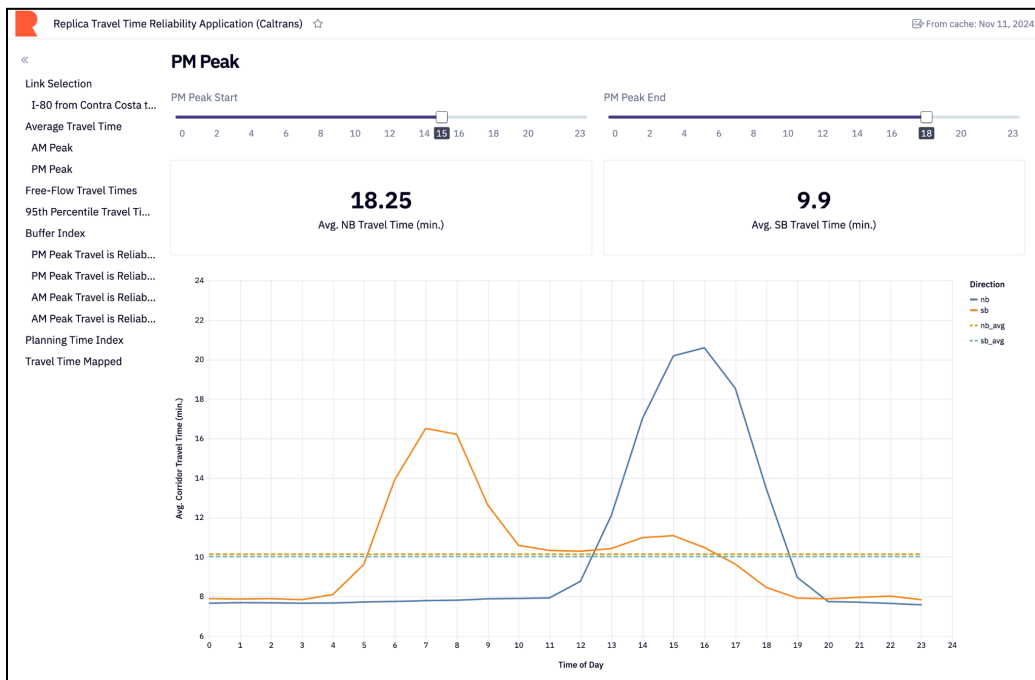 Replica Travel Time Reliability Application (Caltrans)
From cache: Nov 11, 2024
«
Link Selection
I-80 from Contra Costa t...
Average Travel Time
AM Peak
PM Peak
Free-Flow Travel Times
95th Percentile Travel Ti...
Buffer Index
PM Peak Travel is Reliab...
PM Peak Travel is Reliab...
AM Peak Travel is Reliab...
AM Peak Travel is Reliab...
Planning Time Index
Travel Time Mapped
PM Peak
PM Peak Start
0 2 4 6 8 10 12 14 15 16 18 20 23
PM Peak End
0 2 4 6 8 10 12 14 16 18 20 23
18.25
Avg. NB Travel Time (min.)
9.9
Avg. SB Travel Time (min.)
Avg. Corridor Travel Time (min.)
24
22
20
18
16
14
12
10
8
6
0 1 2 3 4 5 6 7 8 9 10 11 12 13 14 15 16 17 18 19 20 21 22 23 24
Time of Day
Direction
nb
sb
nb_avg
sb_avg